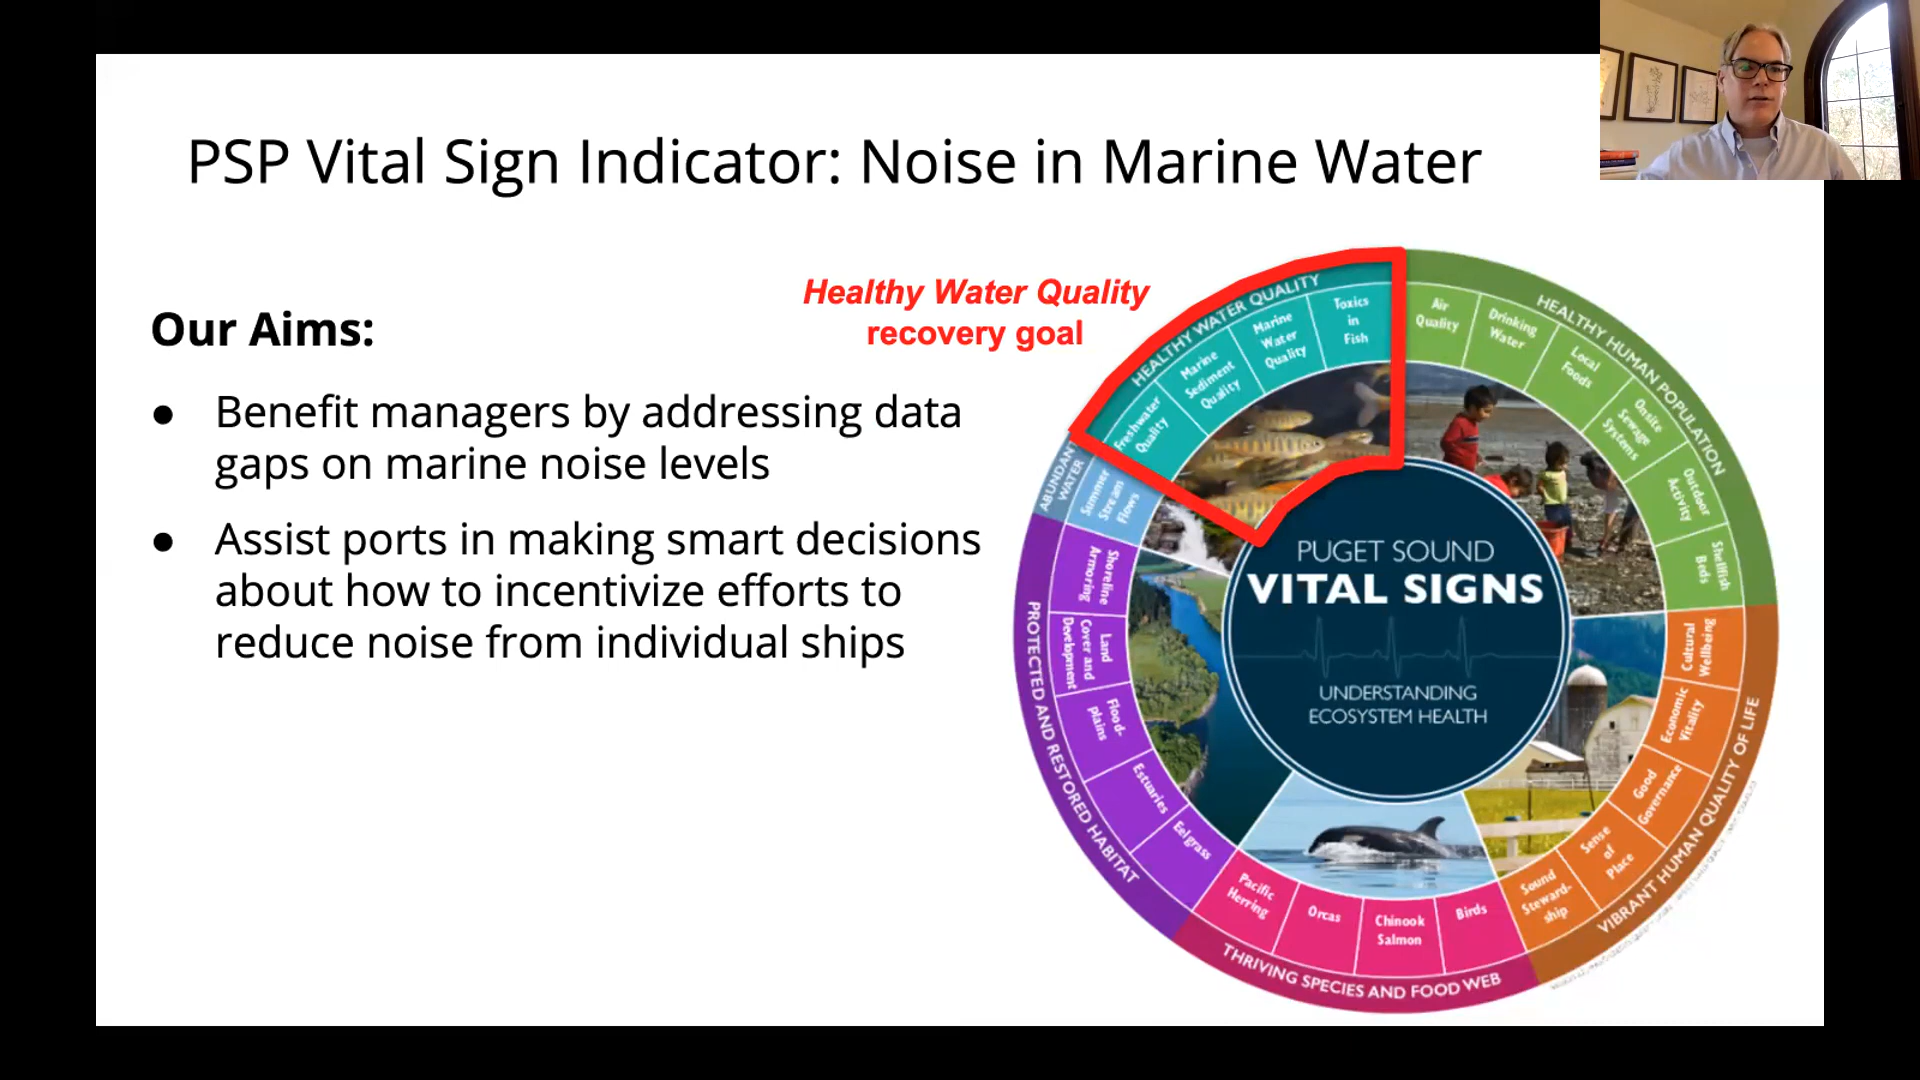 PSP Vital Sign Indicator: Noise in Marine Water
Our Aims:
● Benefit managers by addressing data
gaps on marine noise levels
● Assist ports in making smart decisions
about how to incentivize efforts to
reduce noise from individual ships
Healthy Water Quality
recovery goal
HEALTHY WATER QUALITY
Freshwater
Quality
Marine
Sediment
Quality
Marine
Water
Quality
Toxics
in
Fish
HEALTHY HUMAN POPULATION
Air
Quality
Drinking
Water
Local
Foods
Onsite
Sewage
Systems
Outdoor
Activity
Shellfish
Beds
VIBRANT HUMAN QUALITY OF LIFE
Cultural
Wellbeing
Economic
Vitality
Good
Governance
Sense
of
Place
Sound
Steward-
ship
THRIVING SPECIES AND FOOD WEB
Birds
Chinook
Salmon
Orcas
Pacific
Herring
PROTECTED AND RESTORED HABITAT
Eelgrass
Estuaries
Flood-
plains
Land
Cover and
Development
Shoreline
Armoring
ABUNDANT
WATER
Summer
Stream
Flows
PUGET SOUND
VITAL SIGNS
UNDERSTANDING
ECOSYSTEM HEALTH